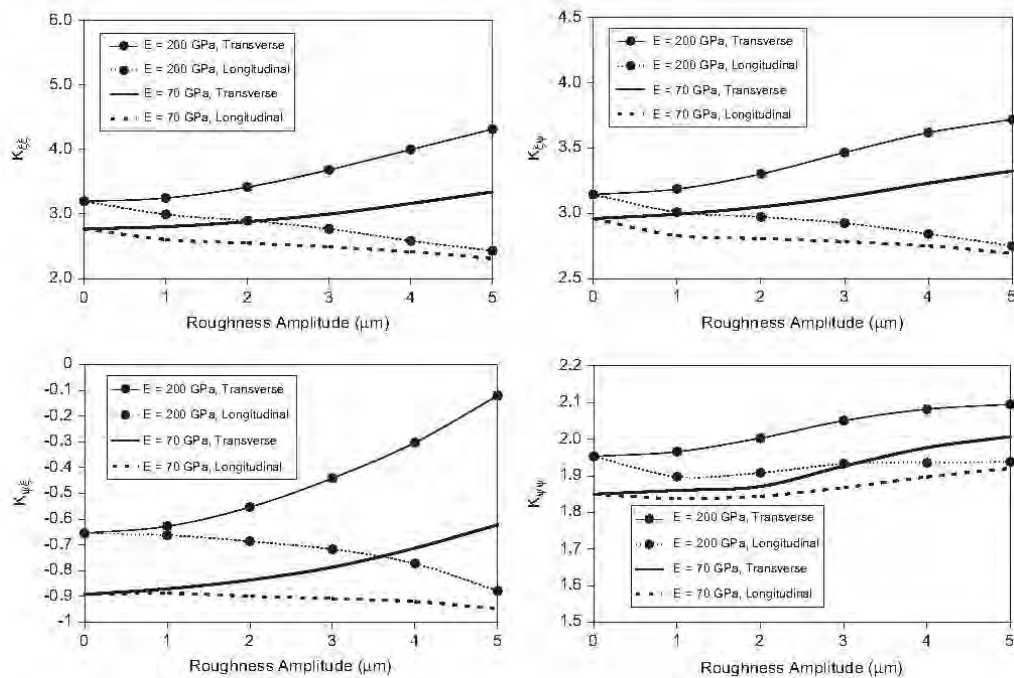 6.0
E = 200 GPa, Transverse
E = 200 GPa, Longitudinal
5.0
E = 70 GPa, Transverse
E = 70 GPa, Longitudinal
Kξξ
4.0
3.0
2.0
0 1 2 3 4 5
Roughness Amplitude (μm)
4.5
E = 200 GPa, Transverse
E = 200 GPa, Longitudinal
4.0
E = 70 GPa, Transverse
E = 70 GPa, Longitudinal
Kξψ
3.5
3.0
2.5
0 1 2 3 4 5
Roughness Amplitude (μm)
0
-0.1
E = 200 GPa, Transverse
-0.2
E = 200 GPa, Longitudinal
-0.3
E = 70 GPa, Transverse
-0.4
E = 70 GPa, Longitudinal
Kψξ
-0.5
-0.6
-0.7
-0.8
-0.9
-1
0 1 2 3 4 5
Roughness Amplitude (μm)
2.2
2.1
2.0
1.9
Kψψ
1.8
E = 200 GPa, Transverse
1.7
E = 200 GPa, Longitudinal
E = 70 GPa, Transverse
1.6
E = 70 GPa, Longitudinal
1.5
0 1 2 3 4 5
Roughness Amplitude (μm)